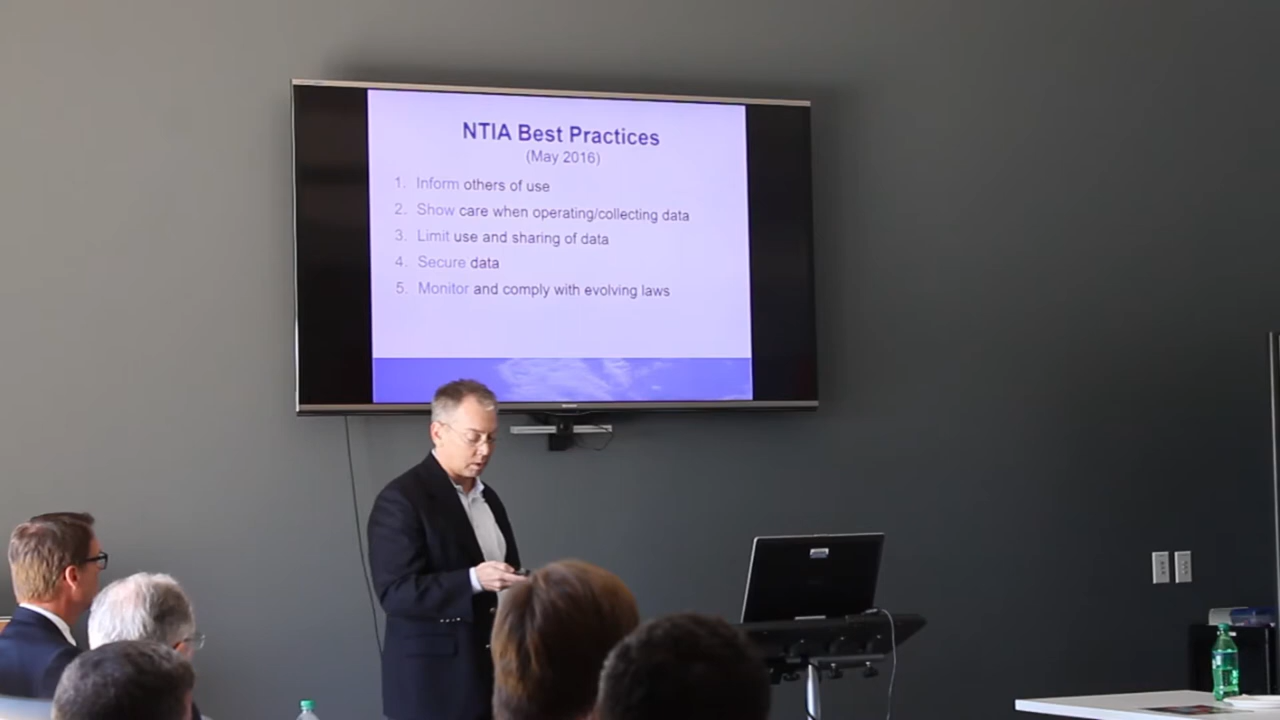 NTIA Best Practices
(May 2016)
1. Inform others of use
2. Show care when operating/collecting data
3. Limit use and sharing of data
4. Secure data
5. Monitor and comply with evolving laws